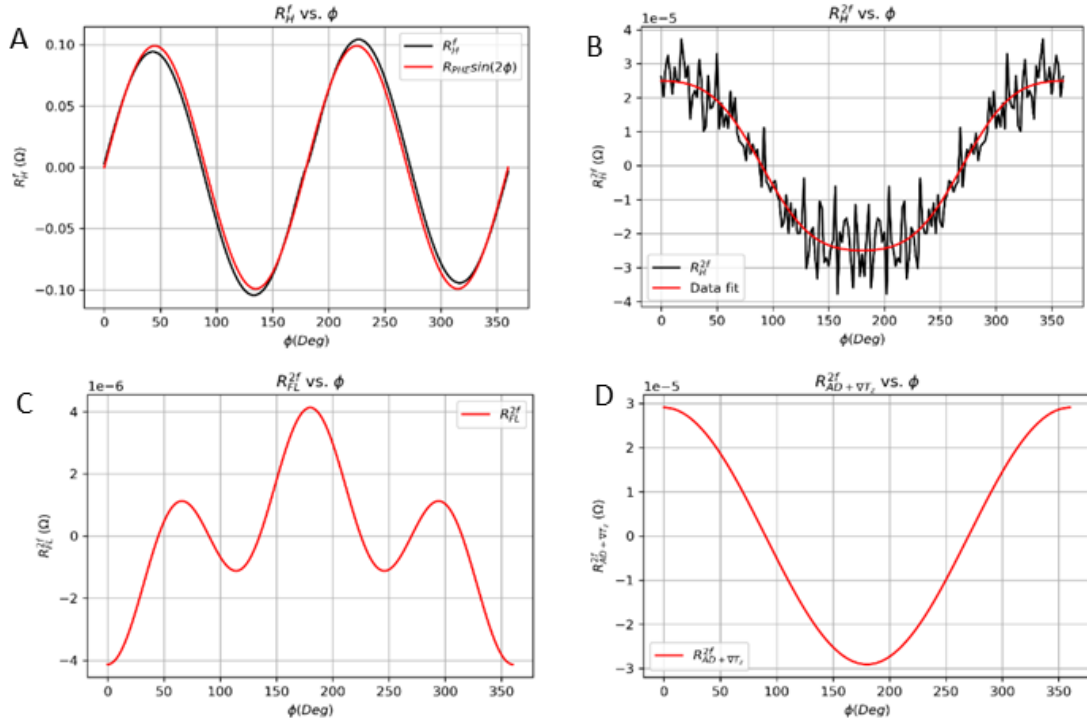 A
R_H^f vs. ϕ
R_H^f
R_PHE sin(2ϕ)
R_H^f (Ω)
0.10
0.05
0.00
−0.05
−0.10
0 50 100 150 200 250 300 350
ϕ(Deg)
B
1e−5
R_H^2f vs. ϕ
R_H^2f (Ω)
4
3
2
1
0
−1
−2
−3
−4
R_H^2f
Data fit
0 50 100 150 200 250 300 350
ϕ(Deg)
C
1e−6
R_FL^2f vs. ϕ
R_FL^2f
R_FL^2f (Ω)
4
2
0
−2
−4
0 50 100 150 200 250 300 350
ϕ(Deg)
D
1e−5
R_AD+∇T_z^2f vs. ϕ
R_AD+∇T_z^2f (Ω)
3
2
1
0
−1
−2
−3
R_AD+∇T_z^2f
0 50 100 150 200 250 300 350
ϕ(Deg)